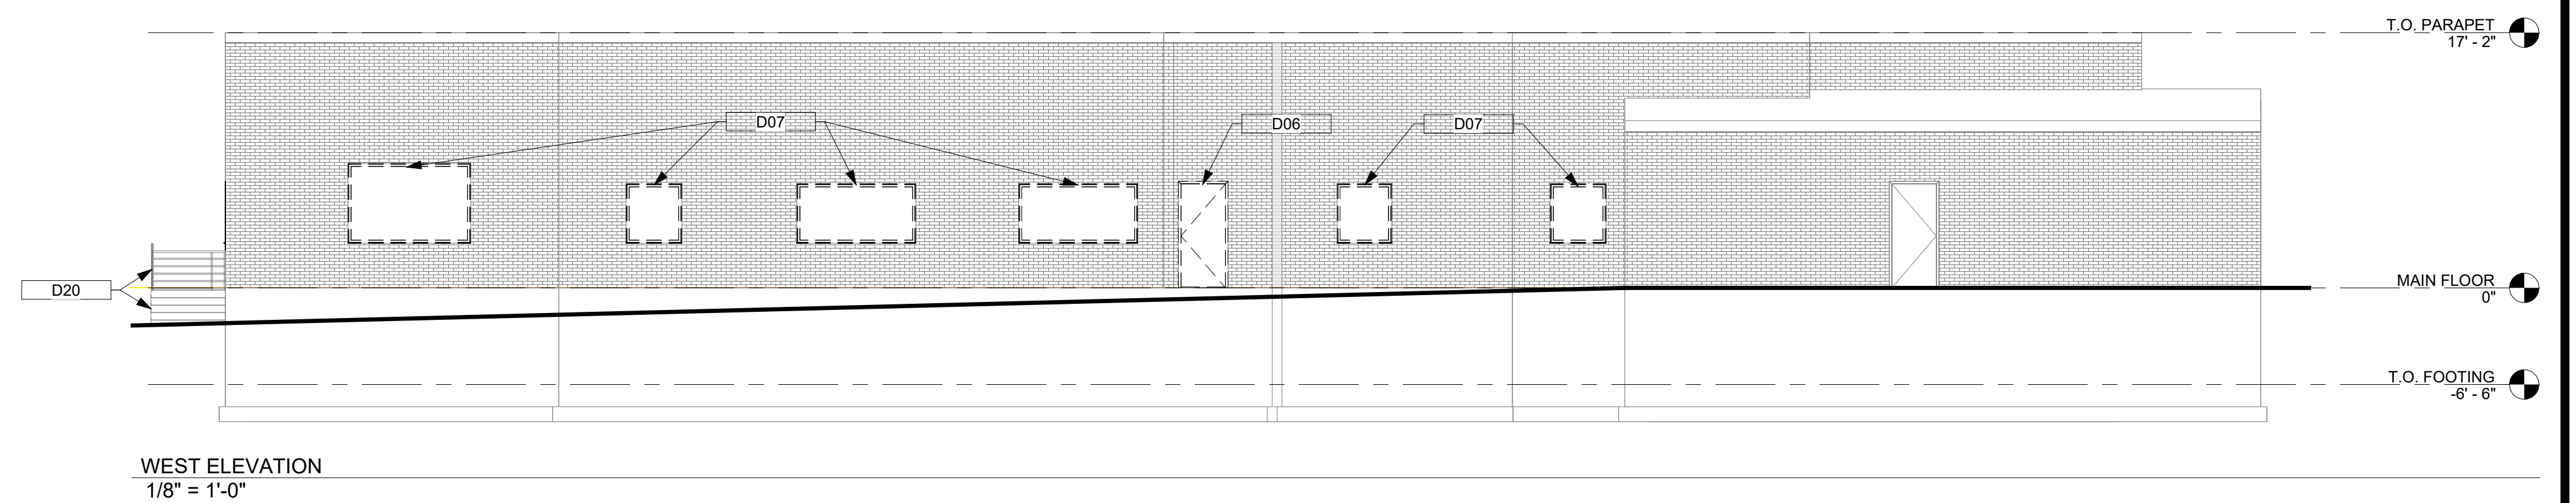 T.O. PARAPET
17' - 2"
D07
D06
D07
D20
MAIN FLOOR
0"
T.O. FOOTING
-6' - 6"
WEST ELEVATION
1/8" = 1'-0"